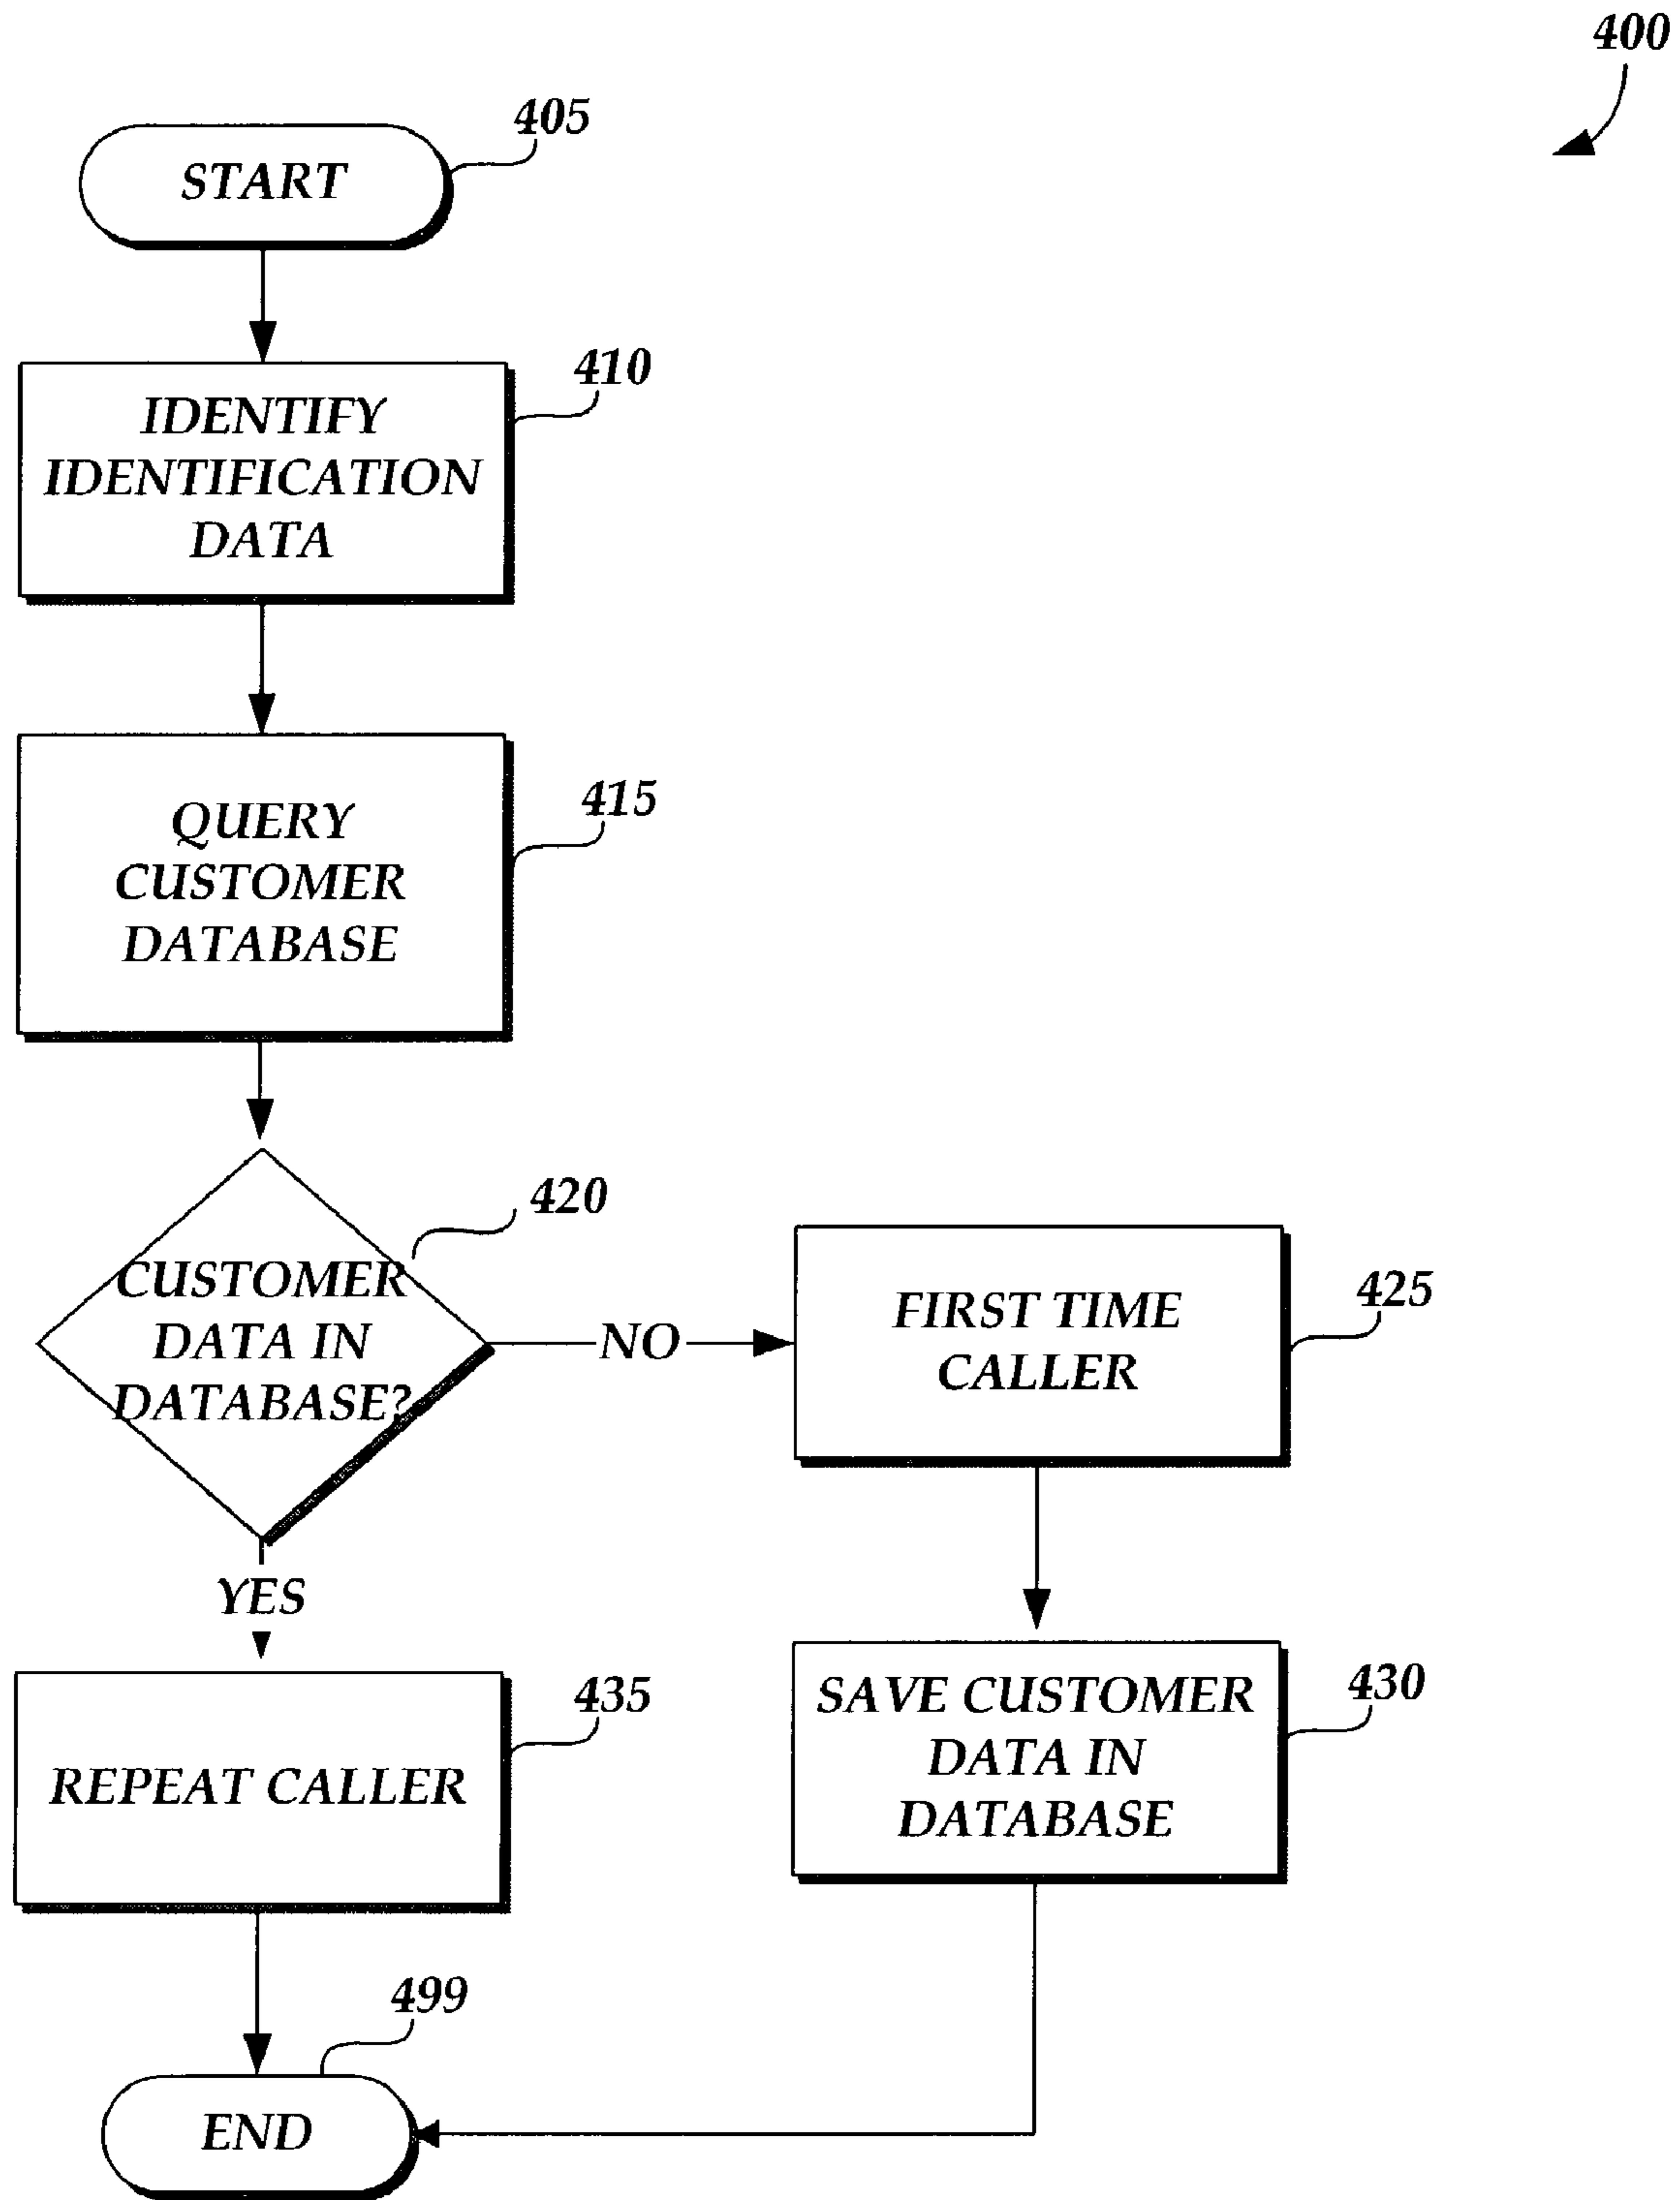 400
405
START
410
IDENTIFY
IDENTIFICATION
DATA
415
QUERY
CUSTOMER
DATABASE
420
CUSTOMER
DATA IN
DATABASE?
NO
425
FIRST TIME
CALLER
YES
435
REPEAT CALLER
430
SAVE CUSTOMER
DATA IN
DATABASE
499
END